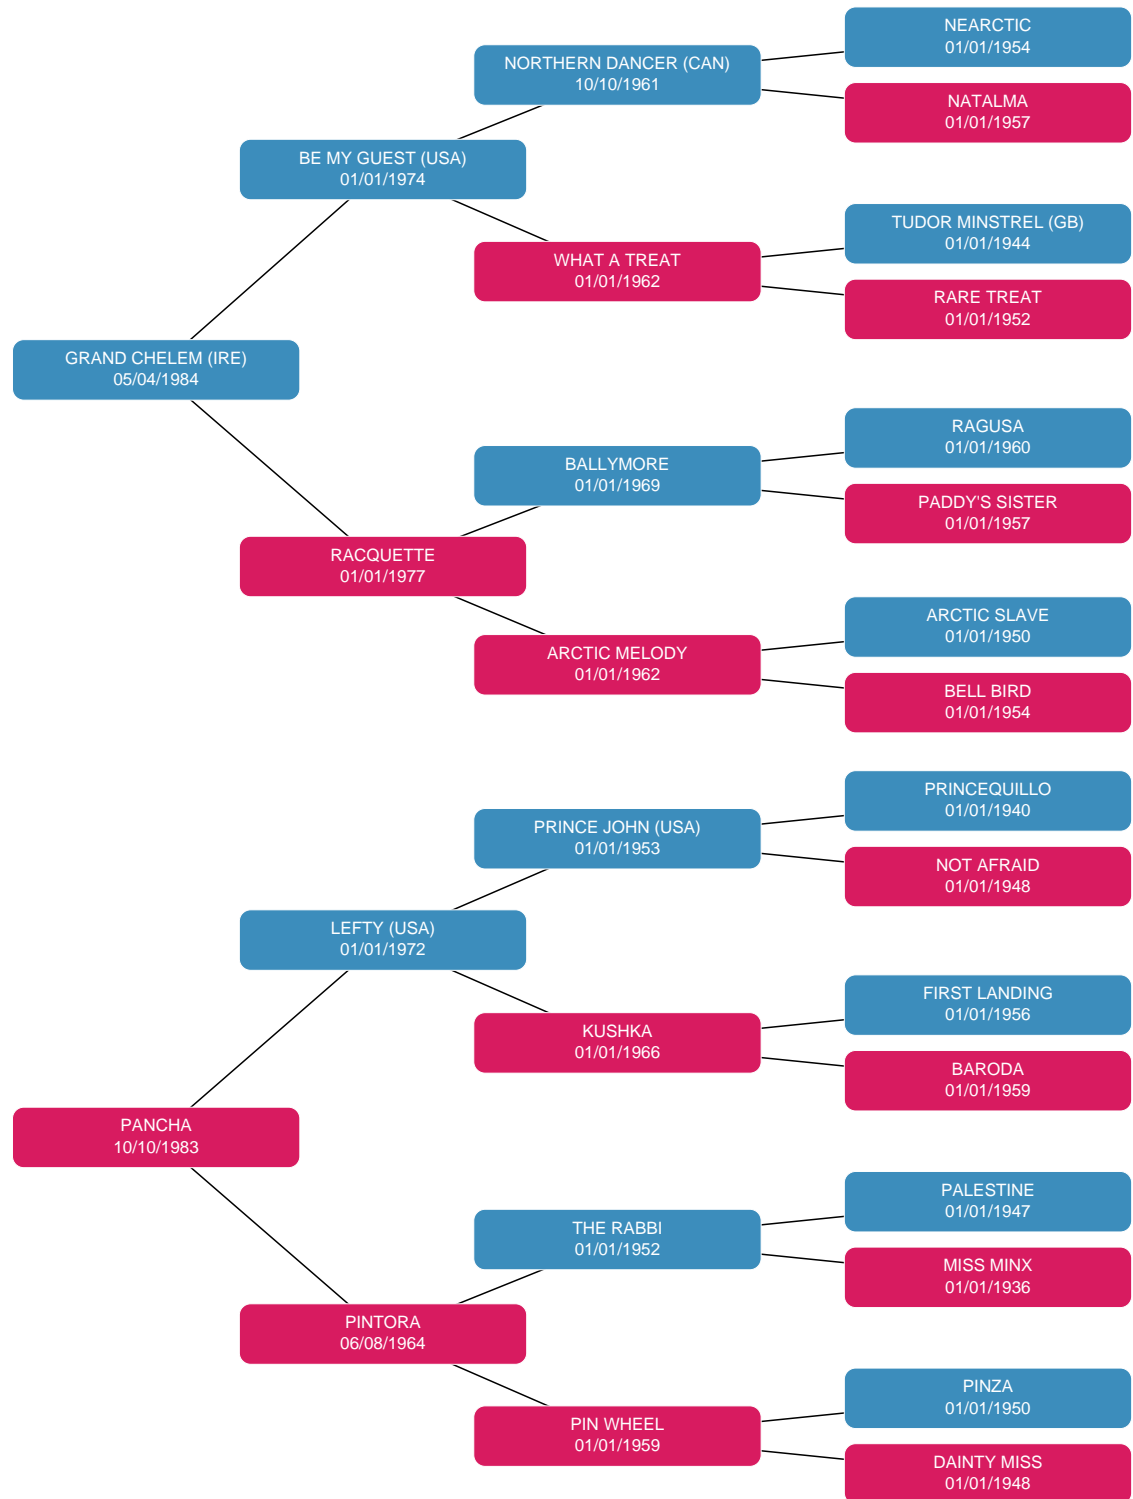 NEARCTIC
01/01/1954
NORTHERN DANCER (CAN)
10/10/1961
NATALMA
01/01/1957
BE MY GUEST (USA)
01/01/1974
TUDOR MINSTREL (GB)
01/01/1944
WHAT A TREAT
01/01/1962
RARE TREAT
01/01/1952
GRAND CHELEM (IRE)
05/04/1984
RAGUSA
01/01/1960
BALLYMORE
01/01/1969
PADDY'S SISTER
01/01/1957
RACQUETTE
01/01/1977
ARCTIC SLAVE
01/01/1950
ARCTIC MELODY
01/01/1962
BELL BIRD
01/01/1954
PRINCEQUILLO
01/01/1940
PRINCE JOHN (USA)
01/01/1953
NOT AFRAID
01/01/1948
LEFTY (USA)
01/01/1972
FIRST LANDING
01/01/1956
KUSHKA
01/01/1966
BARODA
01/01/1959
PANCHA
10/10/1983
PALESTINE
01/01/1947
THE RABBI
01/01/1952
MISS MINX
01/01/1936
PINTORA
06/08/1964
PINZA
01/01/1950
PIN WHEEL
01/01/1959
DAINTY MISS
01/01/1948